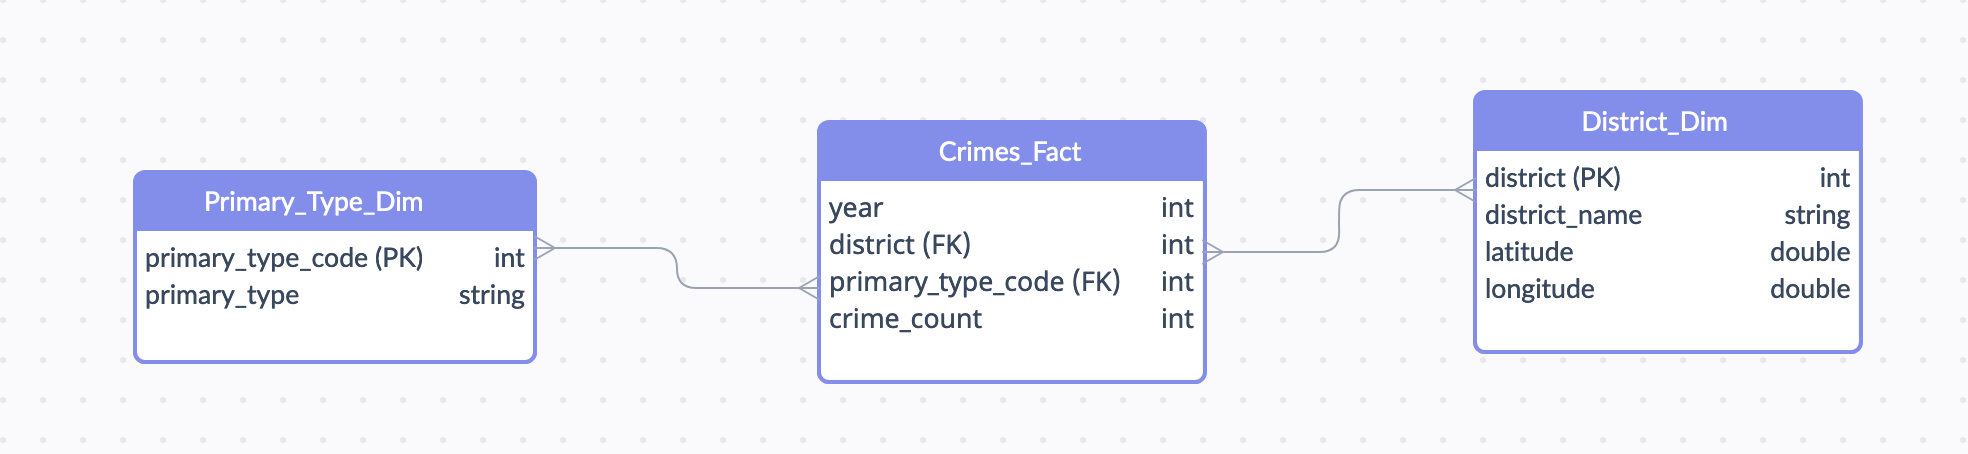 Primary_Type_Dim
primary_type_code (PK) int
primary_type string
Crimes_Fact
year int
district (FK) int
primary_type_code (FK) int
crime_count int
District_Dim
district (PK) int
district_name string
latitude double
longitude double